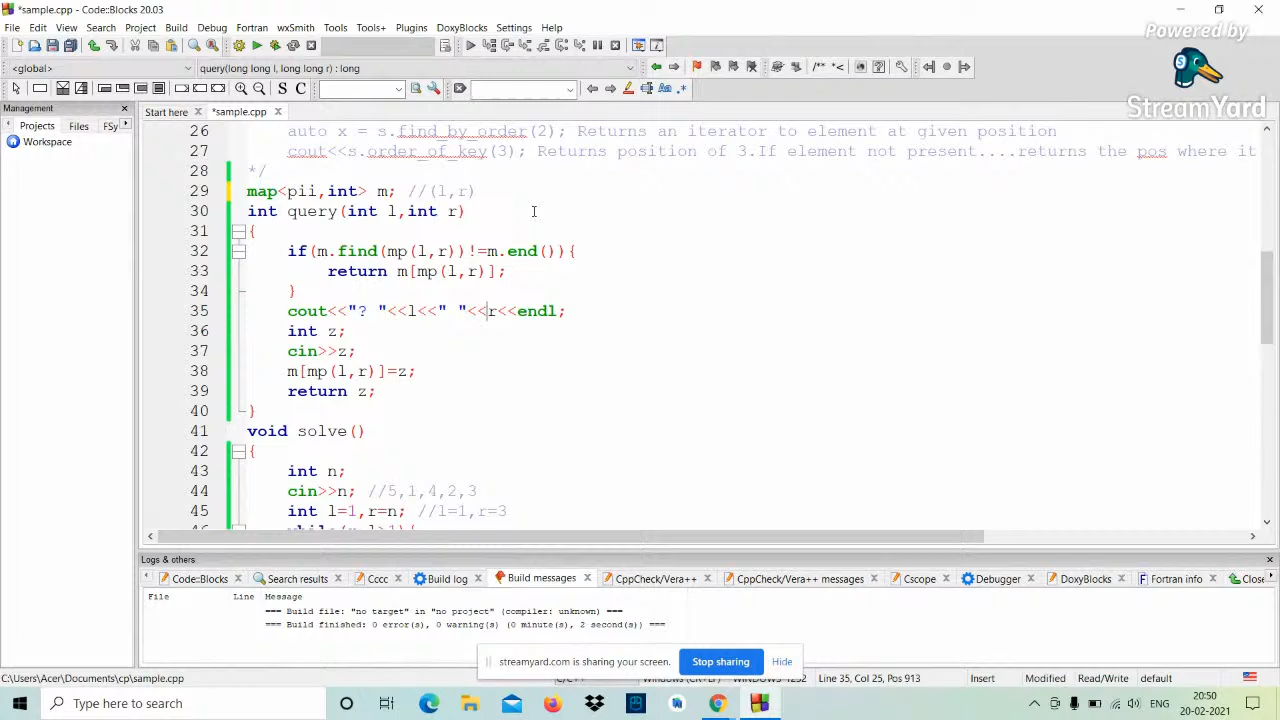 *sample.cpp - Code::Blocks 20.03
File Edit View Search Project Build Debug Fortran wxSmith Tools Tools+ Plugins DoxyBlocks Settings Help
Powered by
StreamYard
<global> query(long long l, long long r) : long
/** *<
S C Aa .*
Management
Projects Files FSy
Workspace
Start here *sample.cpp
26 auto x = s.find_by_order(2); Returns an iterator to element at given position
27 cout<<s.order_of_key(3); Returns position of 3.If element not present....returns the pos where it
28 */
29 map<pii,int> m; //(l,r)
30 int query(int l,int r)
31 {
32 if(m.find(mp(l,r))!=m.end()){
33 return m[mp(l,r)];
34 }
35 cout<<"? "<<l<<" "<<r<<endl;
36 int z;
37 cin>>z;
38 m[mp(l,r)]=z;
39 return z;
40 }
41 void solve()
42 {
43 int n;
44 cin>>n; //5,1,4,2,3
45 int l=1,r=n; //l=1,r=3
Logs & others
Code::Blocks Search results Cccc Build log Build messages CppCheck/Vera++ CppCheck/Vera++ messages Cscope Debugger DoxyBlocks Fortran info Close
File Line Message
=== Build file: "no target" in "no project" (compiler: unknown) ===
=== Build finished: 0 error(s), 0 warning(s) (0 minute(s), 2 second(s)) ===
streamyard.com is sharing your screen. Stop sharing Hide
C:\Users\Acer\Documents\cp\sample.cpp C/C++ Windows (CR+LF) WINDOWS-1252 Line 35, Col 25, Pos 913 Insert Modified Read/Write default
Type here to search
ENG 20:50
20-02-2021